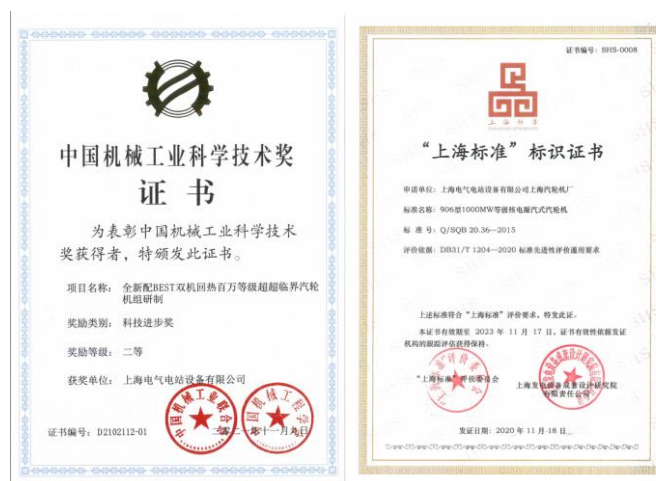 中国机械工业科学技术奖
证 书
为表彰中国机械工业科学技术
奖获得者，特颁发此证书。
项目名称： 全新配BEST双机回热百万等级超超临界汽轮
机组研制
奖励类别： 科技进步奖
奖励等级： 二等
获奖单位： 上海电气电站设备有限公司
证书编号： D2102112-01
二零二一年十一月九日
中国机械工业联合会
证书编号：SHS-0008
上海标准
“上海标准”标识证书
申请单位：上海电气电站设备有限公司上海汽轮机厂
标准名称：906型1000MW等级核电凝汽式汽轮机
标 准 号：Q/SQB 20.36—2015
评价依据：DB31/T 1204—2020 标准先进性评价通用要求
上述标准符合“上海标准”评价要求，特发此证。
本证书有效期至 2023 年 11 月 17 日，证书有效性依据发证
机构的跟踪评估获得保持。
“上海标准”评价委员会
上海发电设备成套设计研究院
有限责任公司
发证日期：2020 年 11 月 18 日